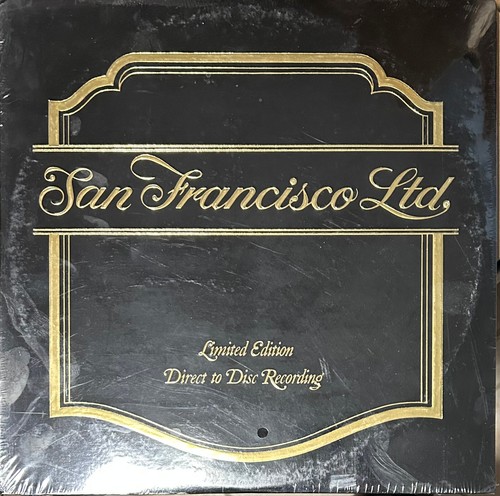 San Francisco Ltd.
Limited Edition
Direct to Disc Recording